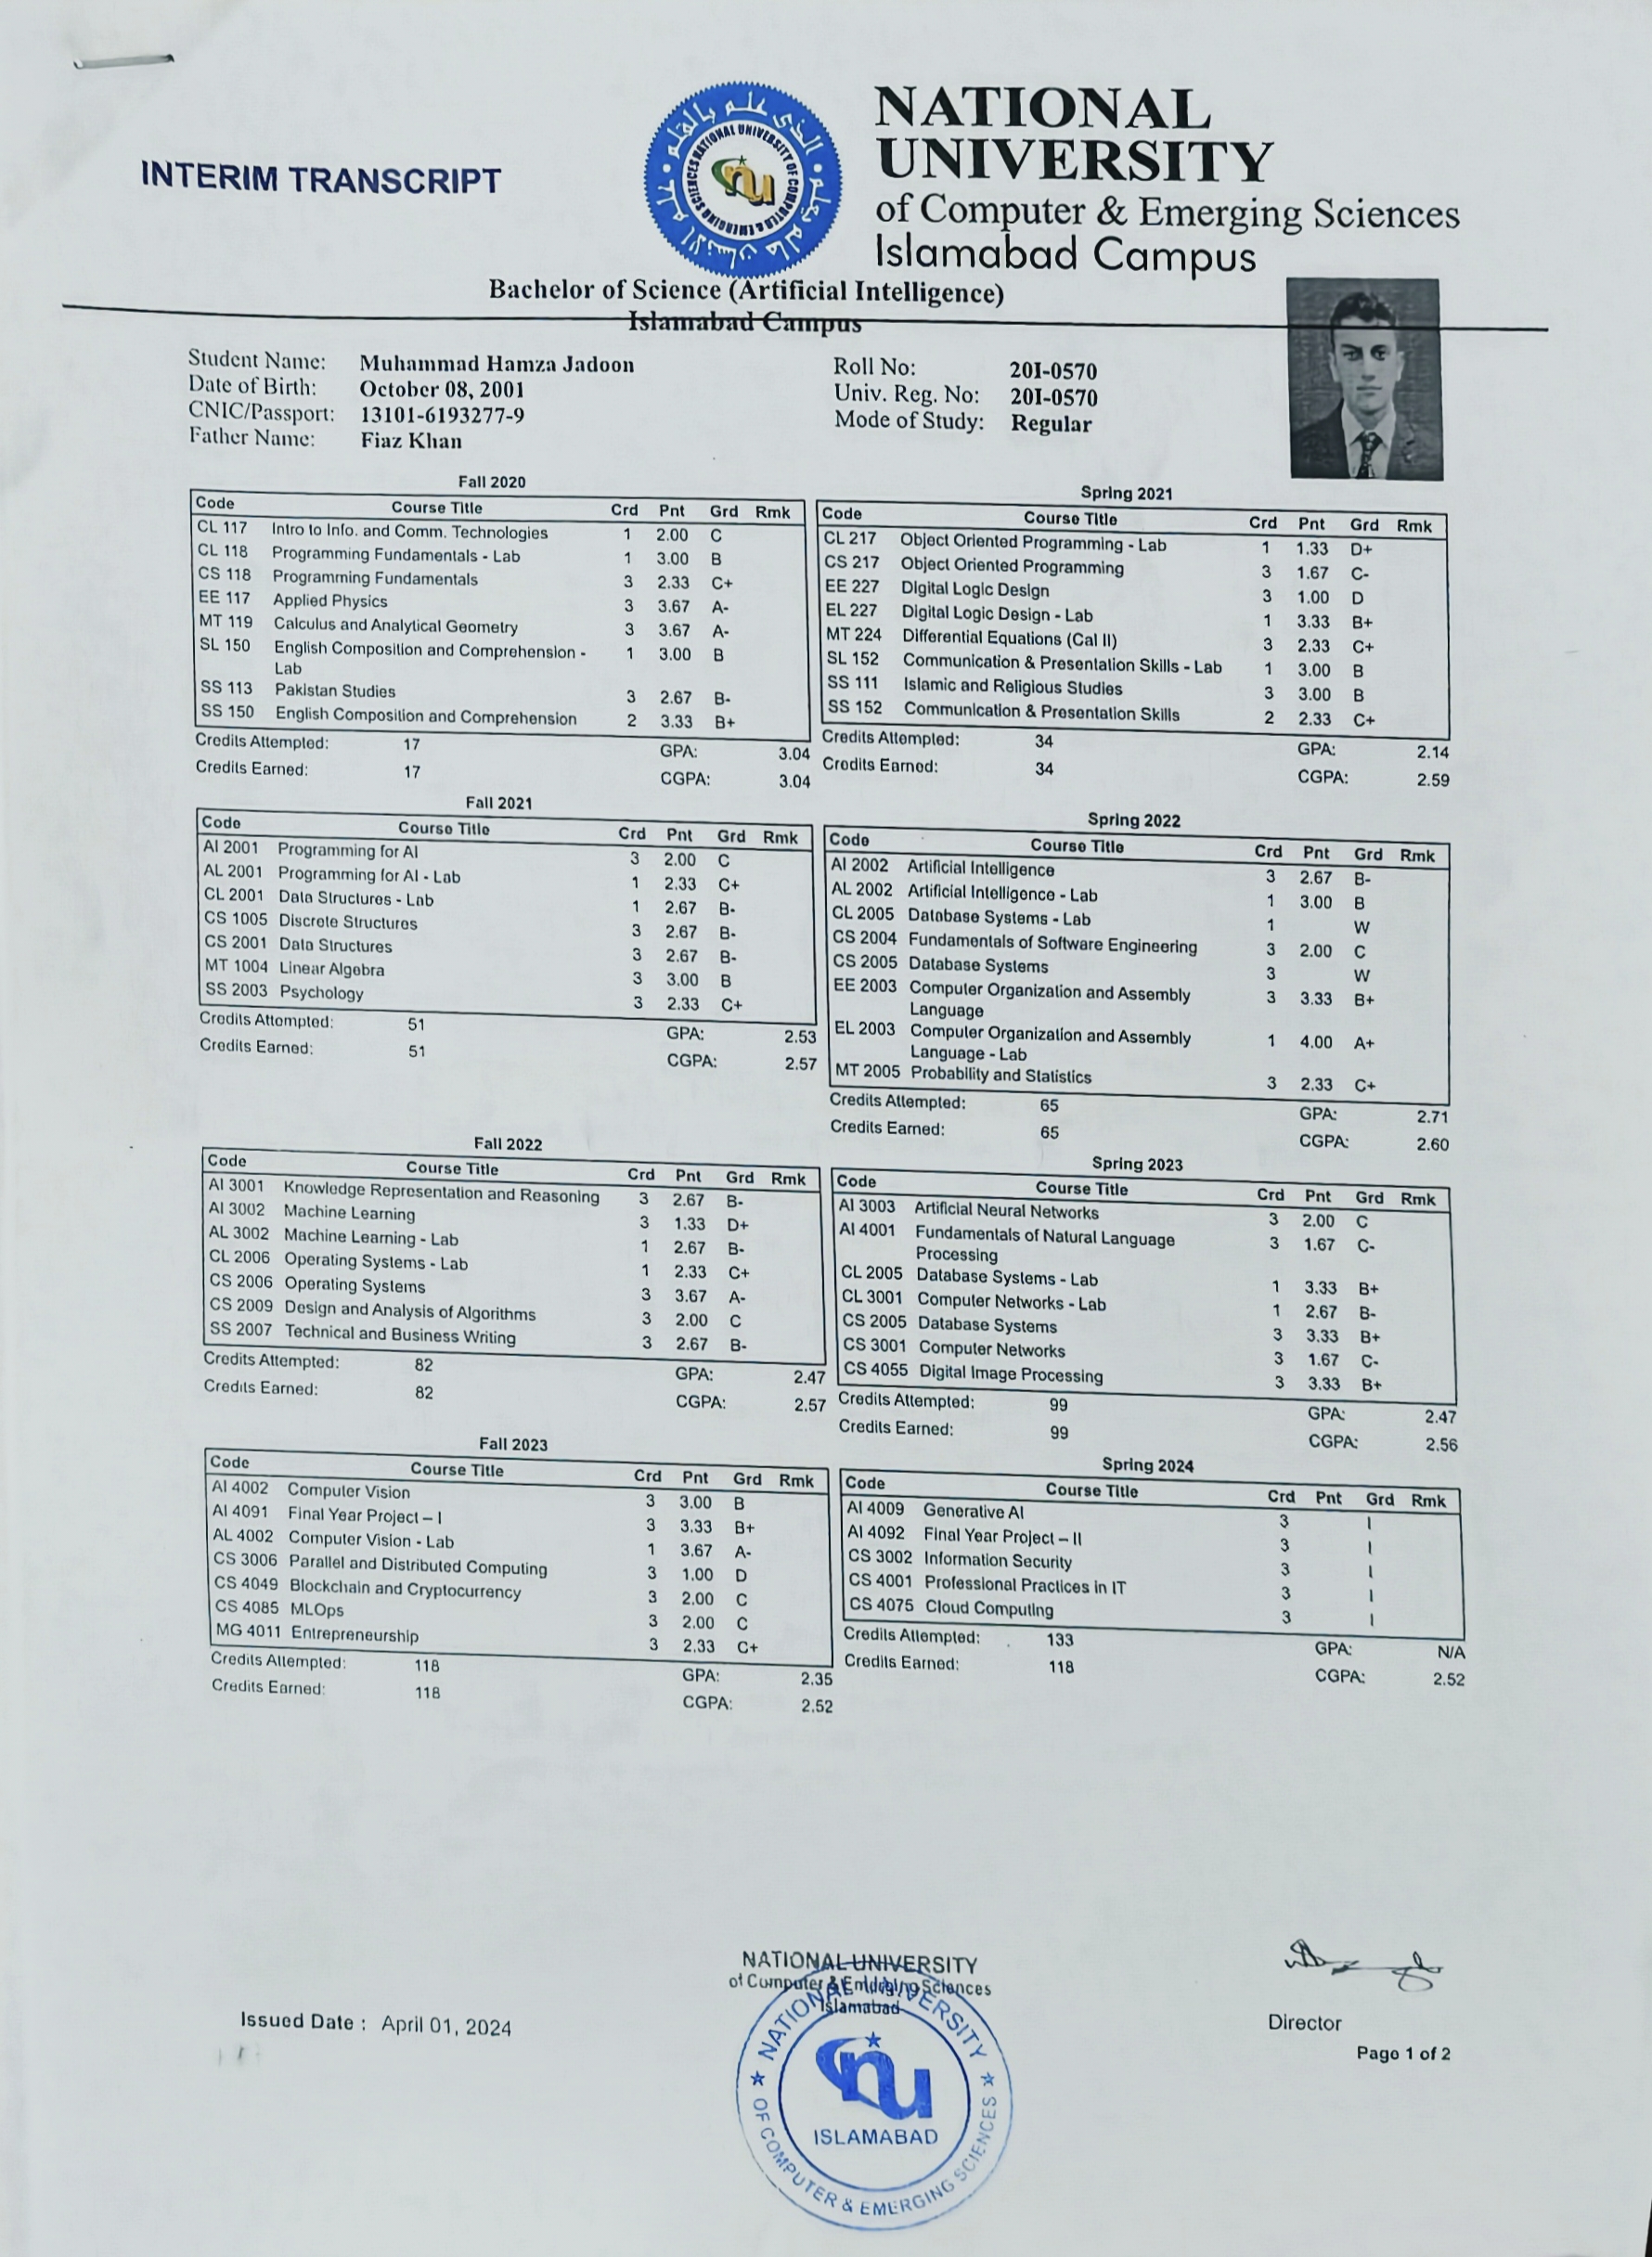 INTERIM TRANSCRIPT
NATIONAL
UNIVERSITY
of Computer & Emerging Sciences
Islamabad Campus
NATIONAL UNIVERSITY OF COMPUTER & EMERGING SCIENCES
Bachelor of Science (Artificial Intelligence)
Islamabad Campus
Student Name: Muhammad Hamza Jadoon
Date of Birth: October 08, 2001
CNIC/Passport: 13101-6193277-9
Father Name: Fiaz Khan
Roll No: 20I-0570
Univ. Reg. No: 20I-0570
Mode of Study: Regular
Fall 2020
Code Course Title Crd Pnt Grd Rmk
CL 117 Intro to Info. and Comm. Technologies 1 2.00 C
CL 118 Programming Fundamentals - Lab 1 3.00 B
CS 118 Programming Fundamentals 3 2.33 C+
EE 117 Applied Physics 3 3.67 A-
MT 119 Calculus and Analytical Geometry 3 3.67 A-
SL 150 English Composition and Comprehension - 1 3.00 B
Lab
SS 113 Pakistan Studies 3 2.67 B-
SS 150 English Composition and Comprehension 2 3.33 B+
Credits Attempted: 17 GPA: 3.04
Credits Earned: 17 CGPA: 3.04
Spring 2021
Code Course Title Crd Pnt Grd Rmk
CL 217 Object Oriented Programming - Lab 1 1.33 D+
CS 217 Object Oriented Programming 3 1.67 C-
EE 227 Digital Logic Design 3 1.00 D
EL 227 Digital Logic Design - Lab 1 3.33 B+
MT 224 Differential Equations (Cal II) 3 2.33 C+
SL 152 Communication & Presentation Skills - Lab 1 3.00 B
SS 111 Islamic and Religious Studies 3 3.00 B
SS 152 Communication & Presentation Skills 2 2.33 C+
Credits Attempted: 34 GPA: 2.14
Credits Earned: 34 CGPA: 2.59
Fall 2021
Code Course Title Crd Pnt Grd Rmk
AI 2001 Programming for AI 3 2.00 C
AL 2001 Programming for AI - Lab 1 2.33 C+
CL 2001 Data Structures - Lab 1 2.67 B-
CS 1005 Discrete Structures 3 2.67 B-
CS 2001 Data Structures 3 2.67 B-
MT 1004 Linear Algebra 3 3.00 B
SS 2003 Psychology 3 2.33 C+
Credits Attempted: 51 GPA: 2.53
Credits Earned: 51 CGPA: 2.57
Spring 2022
Code Course Title Crd Pnt Grd Rmk
AI 2002 Artificial Intelligence 3 2.67 B-
AL 2002 Artificial Intelligence - Lab 1 3.00 B
CL 2005 Database Systems - Lab 1 W
CS 2004 Fundamentals of Software Engineering 3 2.00 C
CS 2005 Database Systems 3 W
EE 2003 Computer Organization and Assembly 3 3.33 B+
Language
EL 2003 Computer Organization and Assembly 1 4.00 A+
Language - Lab
MT 2005 Probability and Statistics 3 2.33 C+
Credits Attempted: 65 GPA: 2.71
Credits Earned: 65 CGPA: 2.60
Fall 2022
Code Course Title Crd Pnt Grd Rmk
AI 3001 Knowledge Representation and Reasoning 3 2.67 B-
AI 3002 Machine Learning 3 1.33 D+
AL 3002 Machine Learning - Lab 1 2.67 B-
CL 2006 Operating Systems - Lab 1 2.33 C+
CS 2006 Operating Systems 3 3.67 A-
CS 2009 Design and Analysis of Algorithms 3 2.00 C
SS 2007 Technical and Business Writing 3 2.67 B-
Credits Attempted: 82 GPA: 2.47
Credits Earned: 82 CGPA: 2.57
Spring 2023
Code Course Title Crd Pnt Grd Rmk
AI 3003 Artificial Neural Networks 3 2.00 C
AI 4001 Fundamentals of Natural Language 3 1.67 C-
Processing
CL 2005 Database Systems - Lab 1 3.33 B+
CL 3001 Computer Networks - Lab 1 2.67 B-
CS 2005 Database Systems 3 3.33 B+
CS 3001 Computer Networks 3 1.67 C-
CS 4055 Digital Image Processing 3 3.33 B+
Credits Attempted: 99 GPA: 2.47
Credits Earned: 99 CGPA: 2.56
Fall 2023
Code Course Title Crd Pnt Grd Rmk
AI 4002 Computer Vision 3 3.00 B
AI 4091 Final Year Project – I 3 3.33 B+
AL 4002 Computer Vision - Lab 1 3.67 A-
CS 3006 Parallel and Distributed Computing 3 1.00 D
CS 4049 Blockchain and Cryptocurrency 3 2.00 C
CS 4085 MLOps 3 2.00 C
MG 4011 Entrepreneurship 3 2.33 C+
Credits Attempted: 118 GPA: 2.35
Credits Earned: 118 CGPA: 2.52
Spring 2024
Code Course Title Crd Pnt Grd Rmk
AI 4009 Generative AI 3 I
AI 4092 Final Year Project – II 3 I
CS 3002 Information Security 3 I
CS 4001 Professional Practices in IT 3 I
CS 4075 Cloud Computing 3 I
Credits Attempted: 133 GPA: N/A
Credits Earned: 118 CGPA: 2.52
NATIONAL UNIVERSITY
of Computer & Emerging Sciences
Islamabad
NATIONAL UNIVERSITY
nu
ISLAMABAD
OF COMPUTER & EMERGING SCIENCES
Issued Date : April 01, 2024
Director
Page 1 of 2